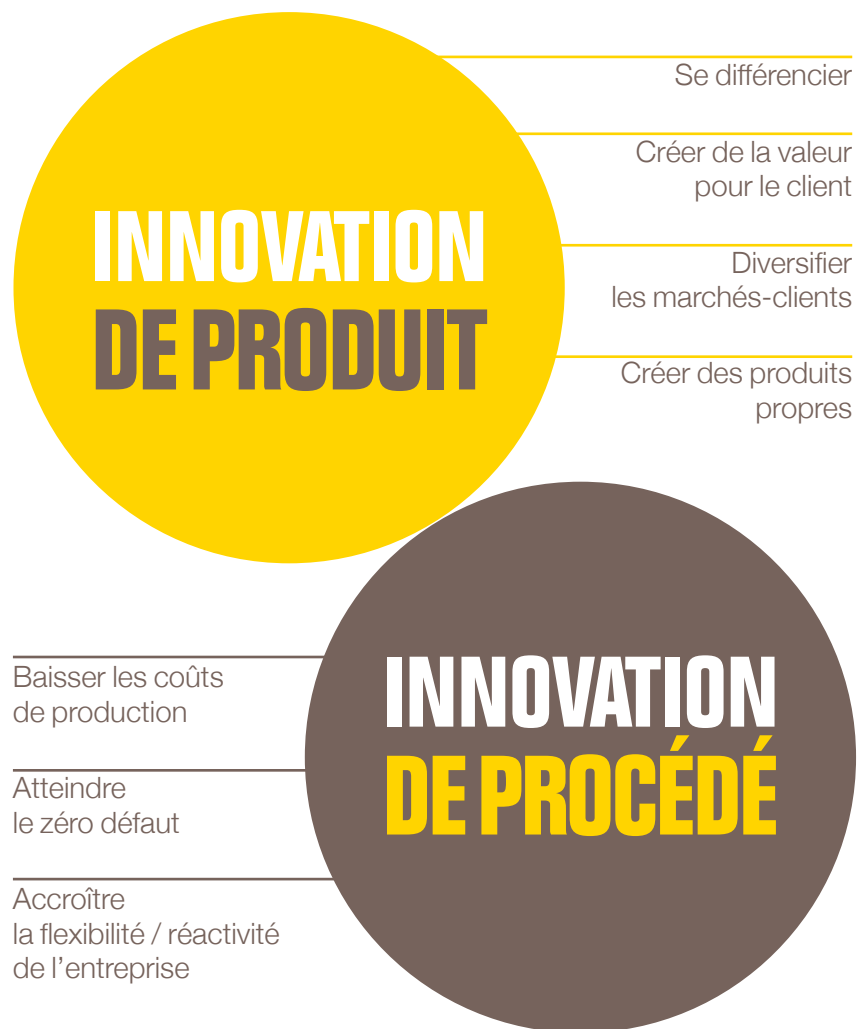 INNOVATION
DE PRODUIT
Se différencier
Créer de la valeur
pour le client
Diversifier
les marchés-clients
Créer des produits
propres
INNOVATION
DE PROCÉDÉ
Baisser les coûts
de production
Atteindre
le zéro défaut
Accroître
la flexibilité / réactivité
de l’entreprise